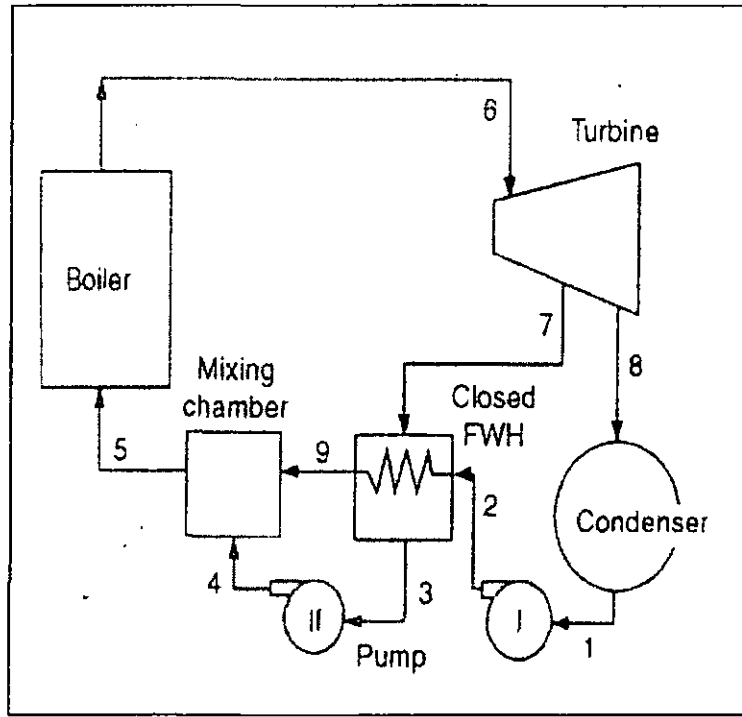 6
Turbine
Boiler
7
8
Mixing
chamber
Closed
FWH
5
9
2
Condenser
4
3
II
I
1
Pump